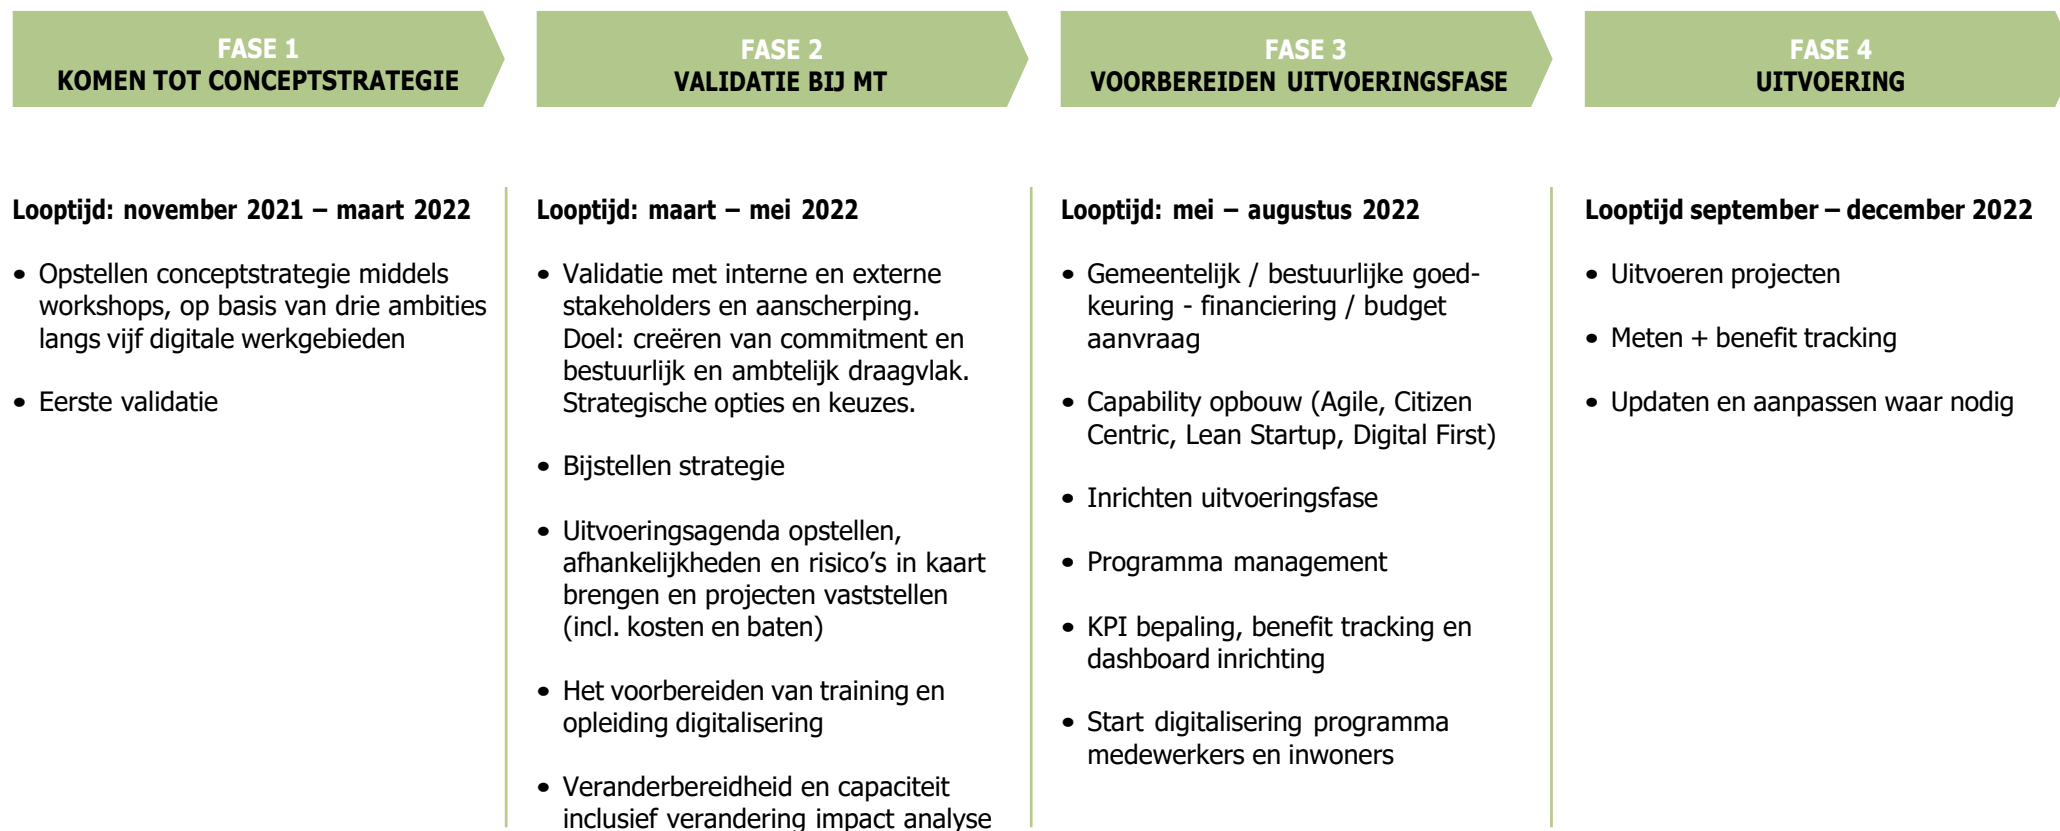 FASE 1
KOMEN TOT CONCEPTSTRATEGIE
FASE 2
VALIDATIE BIJ MT
FASE 3
VOORBEREIDEN UITVOERINGSFASE
FASE 4
UITVOERING
Looptijd: november 2021 – maart 2022
• Opstellen conceptstrategie middels
workshops, op basis van drie ambities
langs vijf digitale werkgebieden
• Eerste validatie
Looptijd: maart – mei 2022
• Validatie met interne en externe
stakeholders en aanscherping.
Doel: creëren van commitment en
bestuurlijk en ambtelijk draagvlak.
Strategische opties en keuzes.
• Bijstellen strategie
• Uitvoeringsagenda opstellen,
afhankelijkheden en risico’s in kaart
brengen en projecten vaststellen
(incl. kosten en baten)
• Het voorbereiden van training en
opleiding digitalisering
• Veranderbereidheid en capaciteit
inclusief verandering impact analyse
Looptijd: mei – augustus 2022
• Gemeentelijk / bestuurlijke goed-
keuring - financiering / budget
aanvraag
• Capability opbouw (Agile, Citizen
Centric, Lean Startup, Digital First)
• Inrichten uitvoeringsfase
• Programma management
• KPI bepaling, benefit tracking en
dashboard inrichting
• Start digitalisering programma
medewerkers en inwoners
Looptijd september – december 2022
• Uitvoeren projecten
• Meten + benefit tracking
• Updaten en aanpassen waar nodig